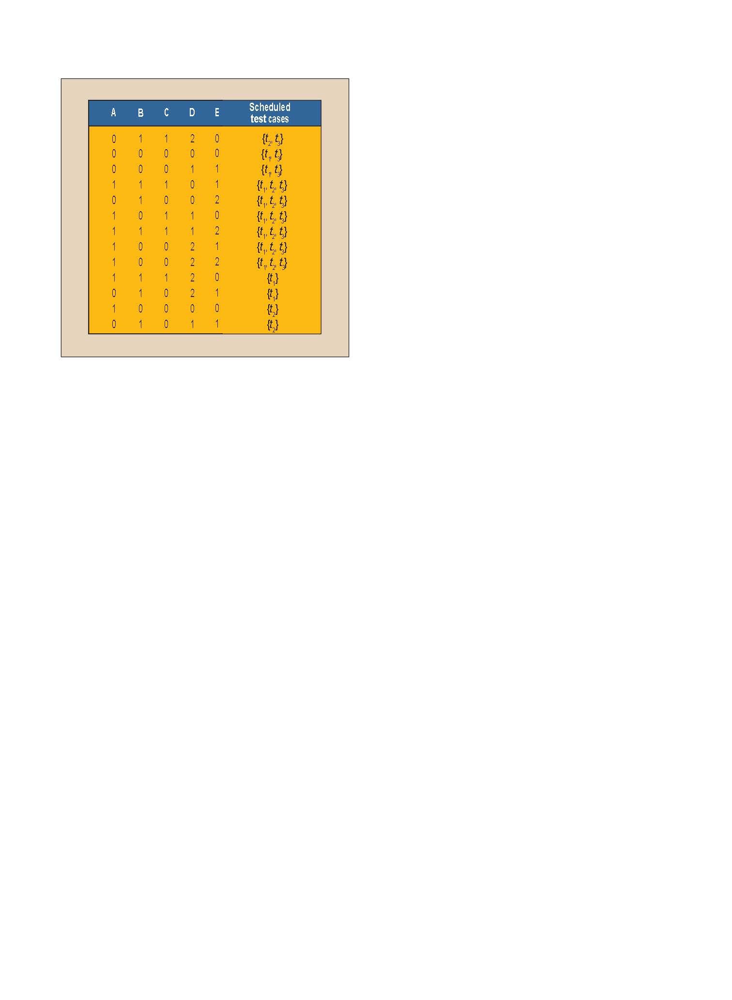 A B C D E Scheduled test cases
0 1 1 2 0 {t2, t3}
0 0 0 0 0 {t1, t3}
0 0 0 1 1 {t1, t3}
1 1 1 0 1 {t1, t2, t3}
0 1 0 0 2 {t1, t2, t3}
1 0 1 1 0 {t1, t2, t3}
1 1 1 1 2 {t1, t2, t3}
1 0 0 2 1 {t1, t2, t3}
1 0 0 2 2 {t1, t2, t3}
1 1 1 2 0 {t1}
0 1 0 2 1 {t1}
1 0 0 0 0 {t2}
0 1 0 1 1 {t2}